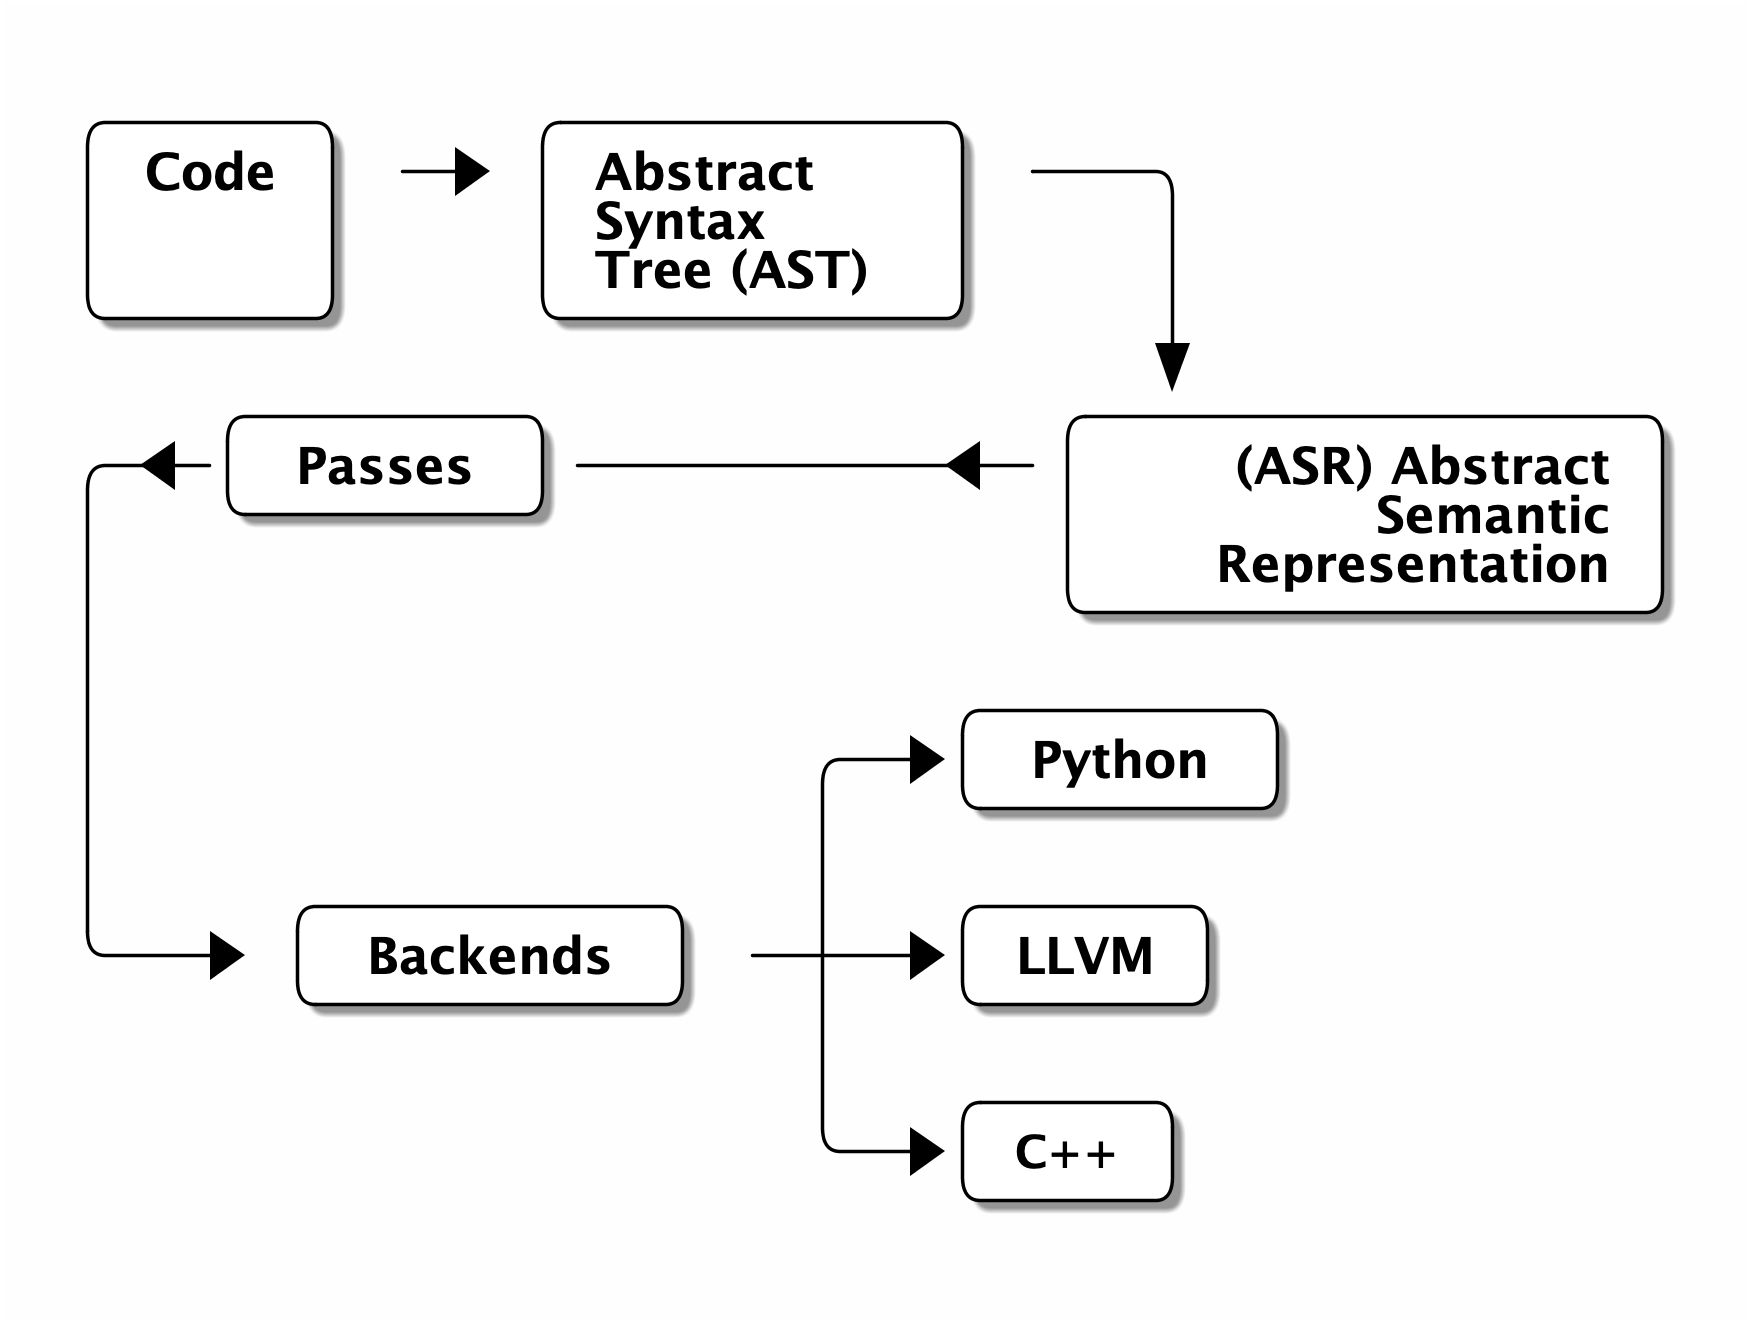 Code
Abstract
Syntax
Tree (AST)
Passes
(ASR) Abstract
Semantic
Representation
Python
Backends
LLVM
C++